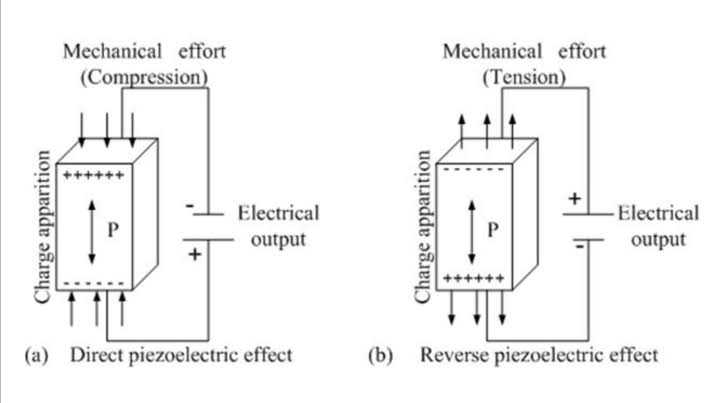 Mechanical effort
(Compression)
Charge apparition
++++++
P
- - - - - -
-
+
Electrical
output
(a) Direct piezoelectric effect
Mechanical effort
(Tension)
Charge apparition
- - - - - -
P
++++++
+
-
Electrical
output
(b) Reverse piezoelectric effect